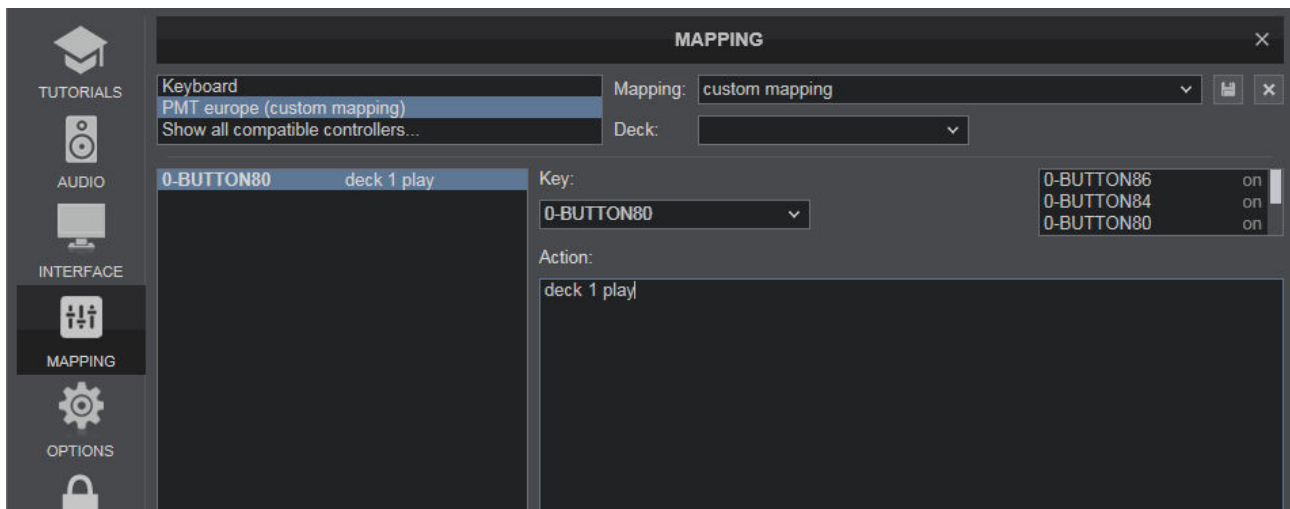 MAPPING
TUTORIALS
AUDIO
INTERFACE
MAPPING
OPTIONS
Keyboard
PMT europe (custom mapping)
Show all compatible controllers...
Mapping: custom mapping
Deck:
0-BUTTON80 deck 1 play
Key:
0-BUTTON80
0-BUTTON86 on
0-BUTTON84 on
0-BUTTON80 on
Action:
deck 1 play